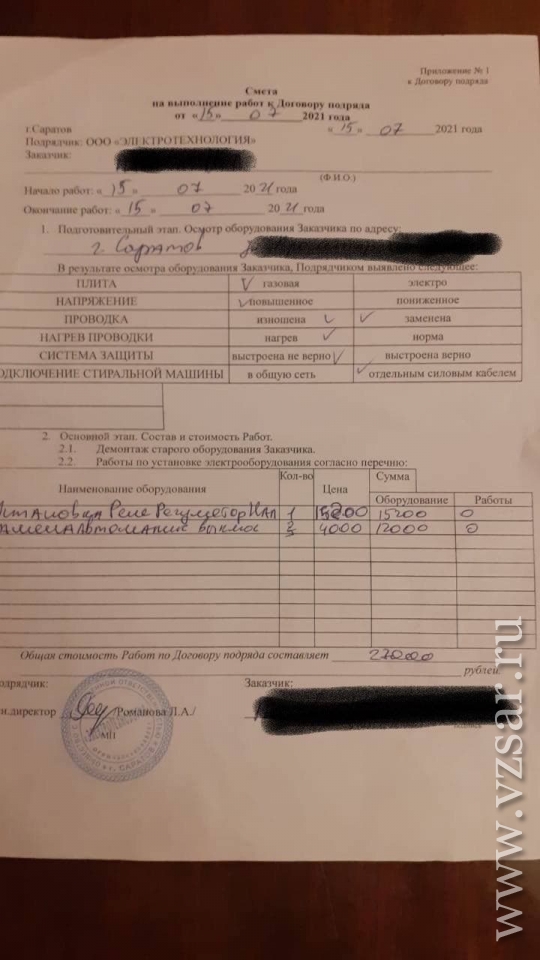 Приложение № 1
к Договору подряда
Смета
на выполнение работ к Договору подряда
от «15» 07 2021 года
г.Саратов «15» 07 2021 года
Подрядчик: ООО «ЭЛЕКТРОТЕХНОЛОГИЯ»
Заказчик:
(Ф.И.О.)
Начало работ: «15» 07 2021 года
Окончание работ: «15» 07 2021 года
1. Подготовительный этап. Осмотр оборудования Заказчика по адресу:
г. Саратов
В результате осмотра оборудования Заказчика, Подрядчиком выявлено следующее:
ПЛИТА V газовая электро
НАПРЯЖЕНИЕ V повышенное пониженное
ПРОВОДКА изношена V V заменена
НАГРЕВ ПРОВОДКИ нагрев V норма
СИСТЕМА ЗАЩИТЫ выстроена не верно V выстроена верно
ОДКЛЮЧЕНИЕ СТИРАЛЬНОЙ МАШИНЫ в общую сеть V отдельным силовым кабелем
2. Основной этап. Состав и стоимость Работ.
2.1. Демонтаж старого оборудования Заказчика.
2.2. Работы по установке электрооборудования согласно перечню:
Наименование оборудования Кол-во Цена Сумма
Оборудование Работы
Реле 1 15200 15200 0
4000 12000 0
Общая стоимость Работ по Договору подряда составляет
рублей.
одрядчик: Заказчик:
н.директор /Романова Л.А./
МП
www.vzsar.ru